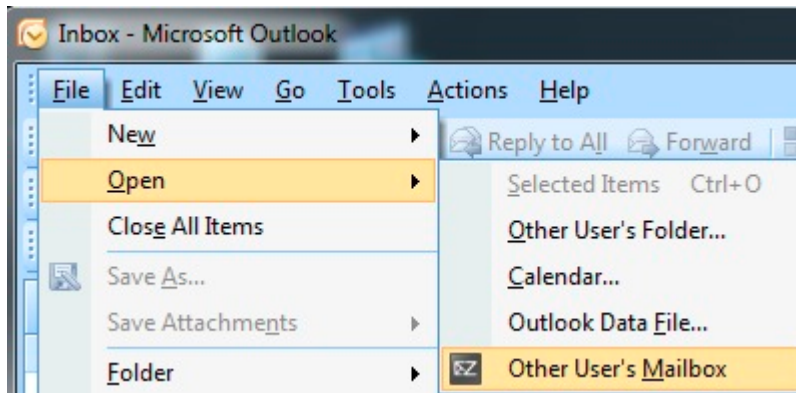 Inbox - Microsoft Outlook
File Edit View Go Tools Actions Help
New
Reply to All Forward
Open
Selected Items Ctrl+O
Close All Items
Other User's Folder...
Save As...
Calendar...
Save Attachments
Outlook Data File...
Folder
Other User's Mailbox